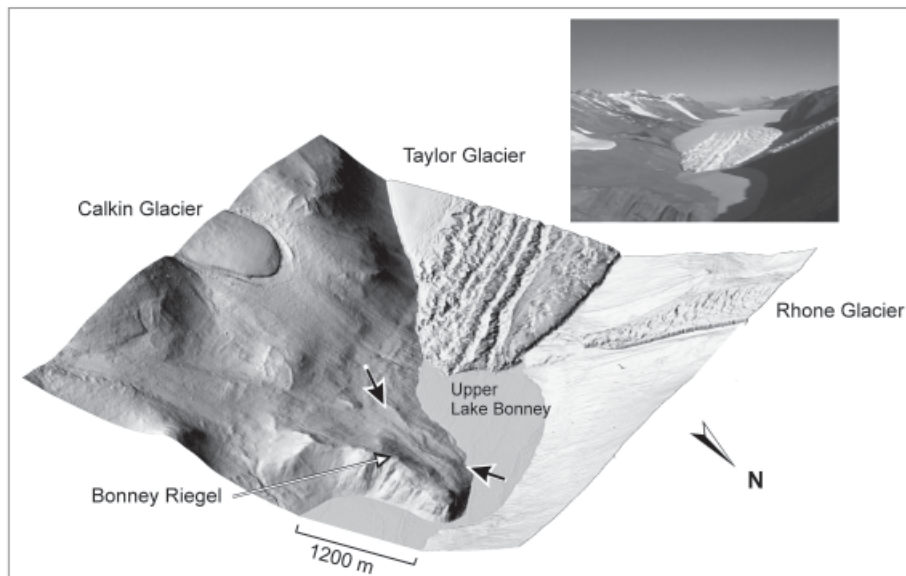 Taylor Glacier
Calkin Glacier
Rhone Glacier
Upper
Lake Bonney
N
Bonney Riegel
1200 m